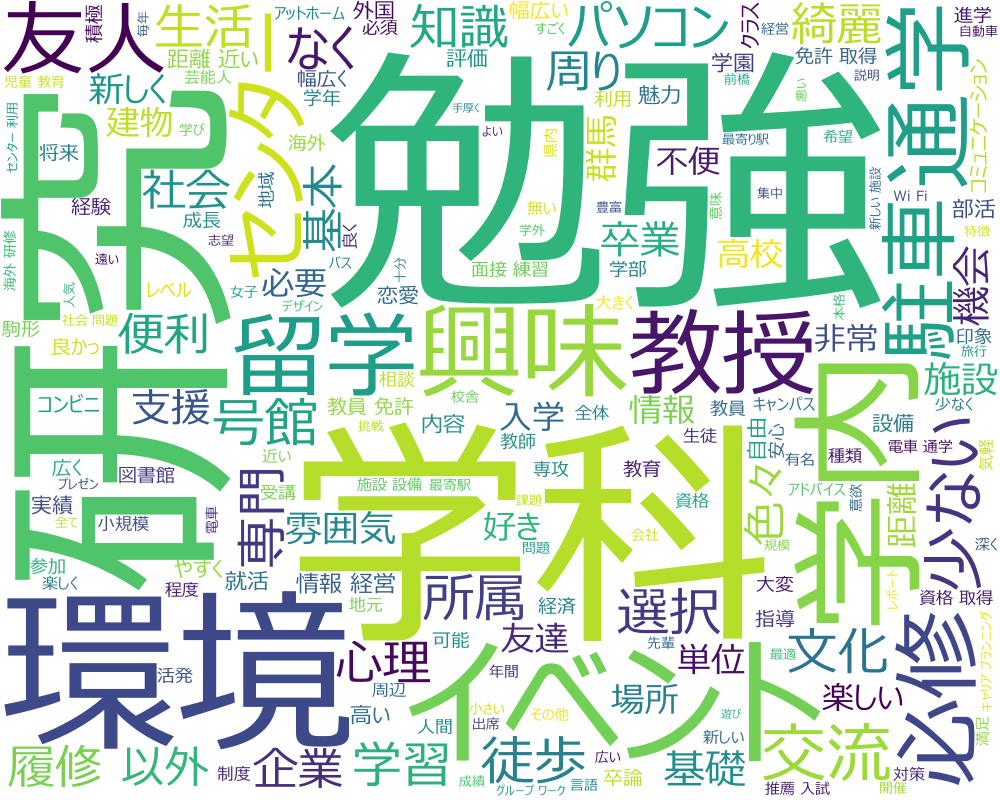 友人
積極
毎年
生活
アットホーム
外国
必須
なく
知識
評価
幅広い
すごく
パソコン
クラス
経営
綺麗
進学
自動車
距離 近い
芸能人
幅広く
学年
周り
学園
免許 取得
説明
児童 教育
新しく
建物
学び
センター 利用
将来
経験
研究
センター
海外
手厚く
よい
勉強
利用
魅力
前橋
悪い
県内
群馬
不便
最寄り駅
希望
通学
コミュニケーション
社会
成長
志望
地域
基本
良く
無い
学外
豊富
卒業
意味
集中
新しい 施設
Wi Fi
部活
特徴
駐車
海外 研修
遠い
人気
レベル
必要
バス
十分
面接 練習
学部
高校
機会
駒形
社会 問題
女子
デザイン
恋愛
大きく
本格
良かっ
便利
留学
興味
教授
非常
印象
旅行
コンビニ
支援
号館
相談
校舎
教員 免許
挑戦
内容
入学
全体
情報
教員
キャンパス
施設
少なく
設備
広く
プレゼン
図書館
近い
教師
生徒
自由
安心
有名
種類
電車 通学
気軽
学内
少ない
実績
全て
小規模
電車
専門
受講
施設 設備 最寄駅
専攻
教育
資格
色々
アドバイス
意欲
距離
雰囲気
学科
課題
問題
好き
会社
規模
深く
参加
楽しく
やすく
程度
就活
情報 経営
地元
所属
経済
選択
大変
指導
レポート
資格 取得
環境
活発
心理
可能
友達
先輩
単位
最適
文化
必修
キャリア プランニング
満足
周辺
高い
イベント
年間
場所
楽しい
小さい
人間
出席
その他
遊び
新しい
交流
履修
以外
制度
企業
学習
成績
徒歩
グループ ワーク
言語
広い
卒論
基礎
推薦 入試
対策
開催